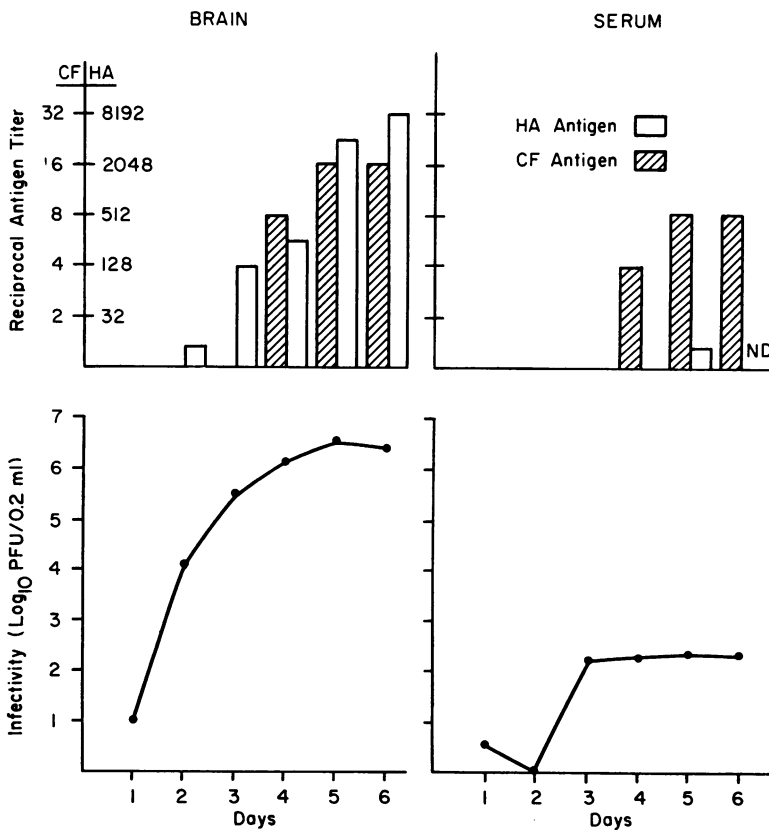 BRAIN
SERUM
CF HA
Reciprocal Antigen Titer
32 8192
16 2048
8 512
4 128
2 32
HA Antigen
CF Antigen
ND
Infectivity (Log10 PFU/0.2 ml)
7
6
5
4
3
2
1
1 2 3 4 5 6
Days
1 2 3 4 5 6
Days